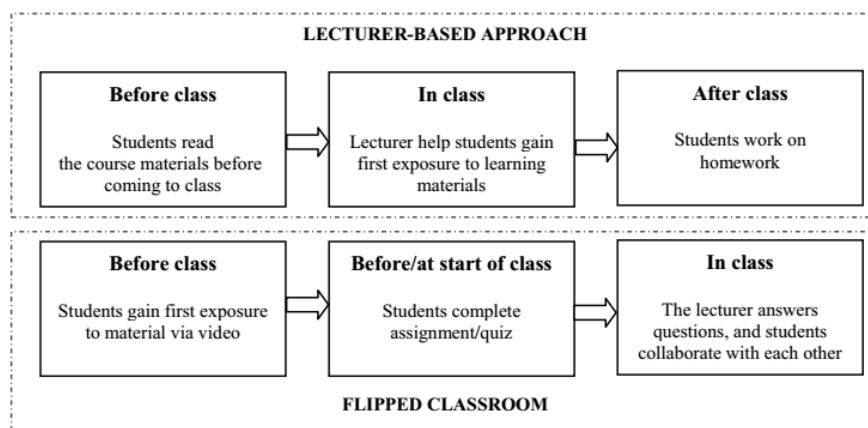 LECTURER-BASED APPROACH
Before class
Students read
the course materials before
coming to class
In class
Lecturer help students gain
first exposure to learning
materials
After class
Students work on
homework
Before class
Students gain first exposure
to material via video
Before/at start of class
Students complete
assignment/quiz
In class
The lecturer answers
questions, and students
collaborate with each other
FLIPPED CLASSROOM